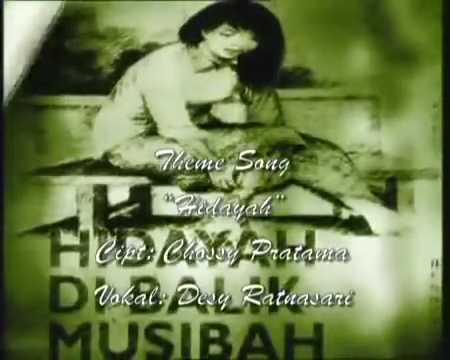 Theme Song
"Hidayah"
Cipt: Chossy Pratama
Vokal: Desy Ratnasari
HIDAYAH
DI BALIK
MUSIBAH